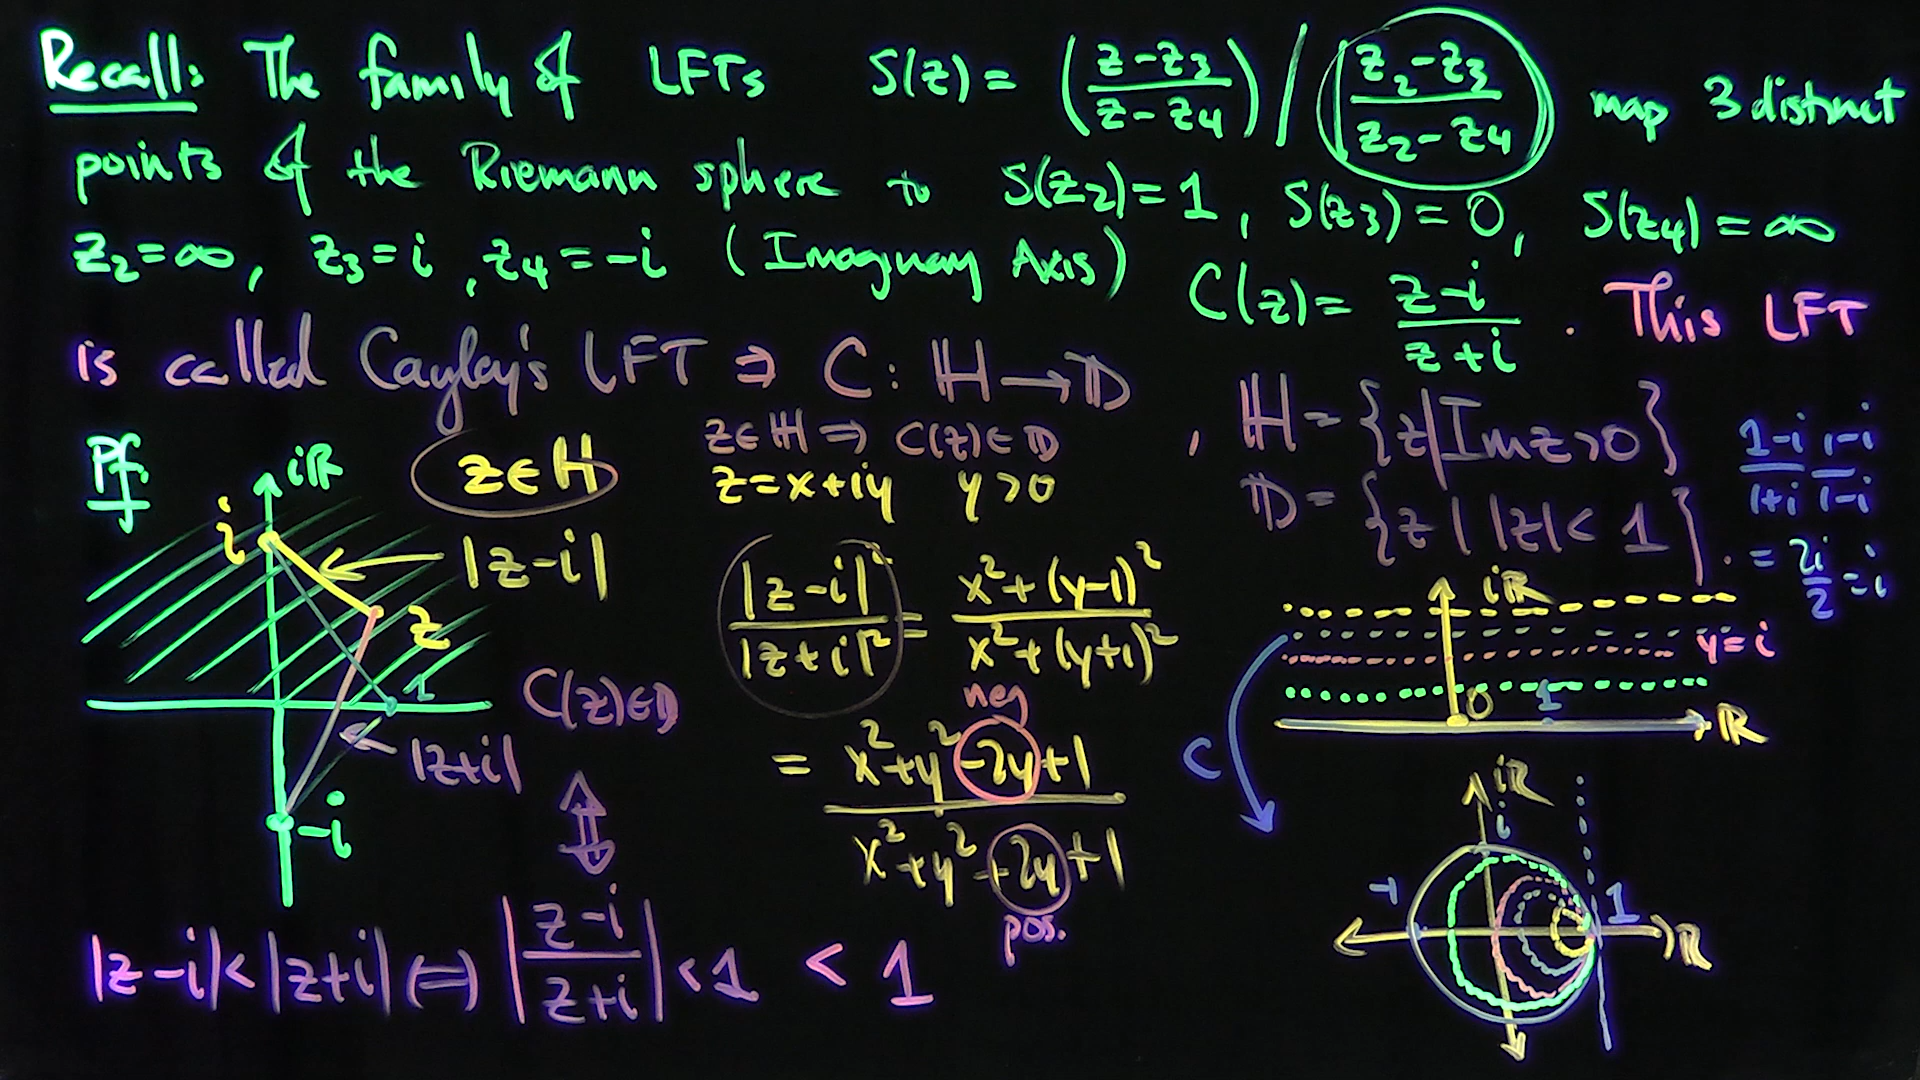 Recall: The family of LFTs S(z) = ((z-z₃)/(z-z₄)) / ((z₂-z₃)/(z₂-z₄)) map 3 distinct
points of the Riemann sphere to S(z₂)=1, S(z₃)=0, S(z₄)=∞
z₂=∞, z₃=i, z₄=-i (Imaginary Axis) C(z)= (z-i)/(z+i). This LFT
is called Cayley's LFT ⇒ C: ℍ→𝔻
, ℍ={z|Im z>0}
𝔻={z||z|<1}.
Pf:
iℝ
i
z
1
-i
z∈ℍ
|z-i|
|z+i|
C(z)∈𝔻
⇕
|z-i|<|z+i| ⇔ |(z-i)/(z+i)|<1
z∈ℍ ⇒ C(z)∈𝔻
z=x+iy y>0
|z-i|²/|z+i|² = (x²+(y-1)²)/(x²+(y+1)²)
neg
= (x²+y²-2y+1)/(x²+y²+2y+1)
pos.
< 1
(1-i)/(1+i) (1-i)/(1-i)
= 2i/2 = i
iℝ
y=i
0
1
ℝ
C
iℝ
i
-1
1
ℝ